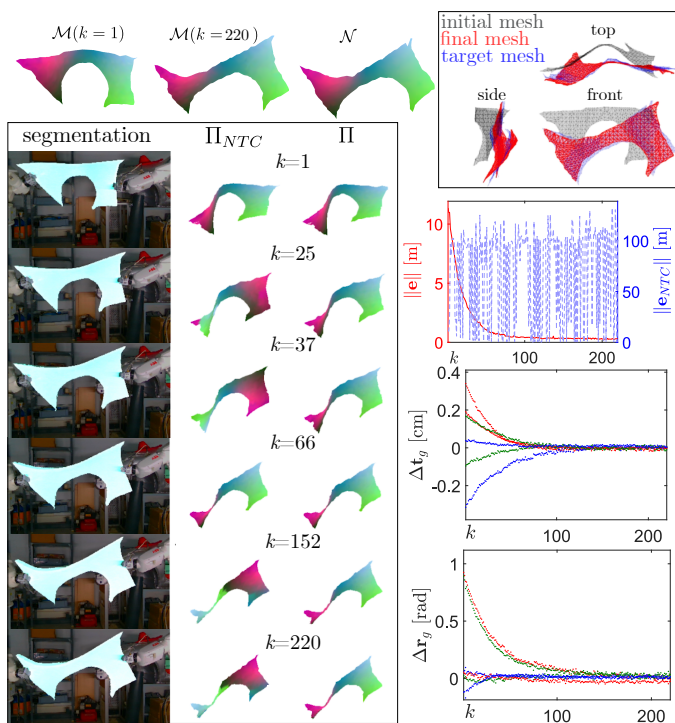 𝓜(k = 1) 𝓜(k = 220) 𝓝
initial mesh
final mesh
target mesh
top
side front
segmentation Π_NTC Π
k=1
k=25
k=37
k=66
k=152
k=220
||e|| [m]
10
5
0
||e_NTC|| [m]
100
50
0
k 100 200
Δt_g [cm]
0.4
0.2
0
-0.2
k 100 200
Δr_g [rad]
1
0.5
0
k 100 200